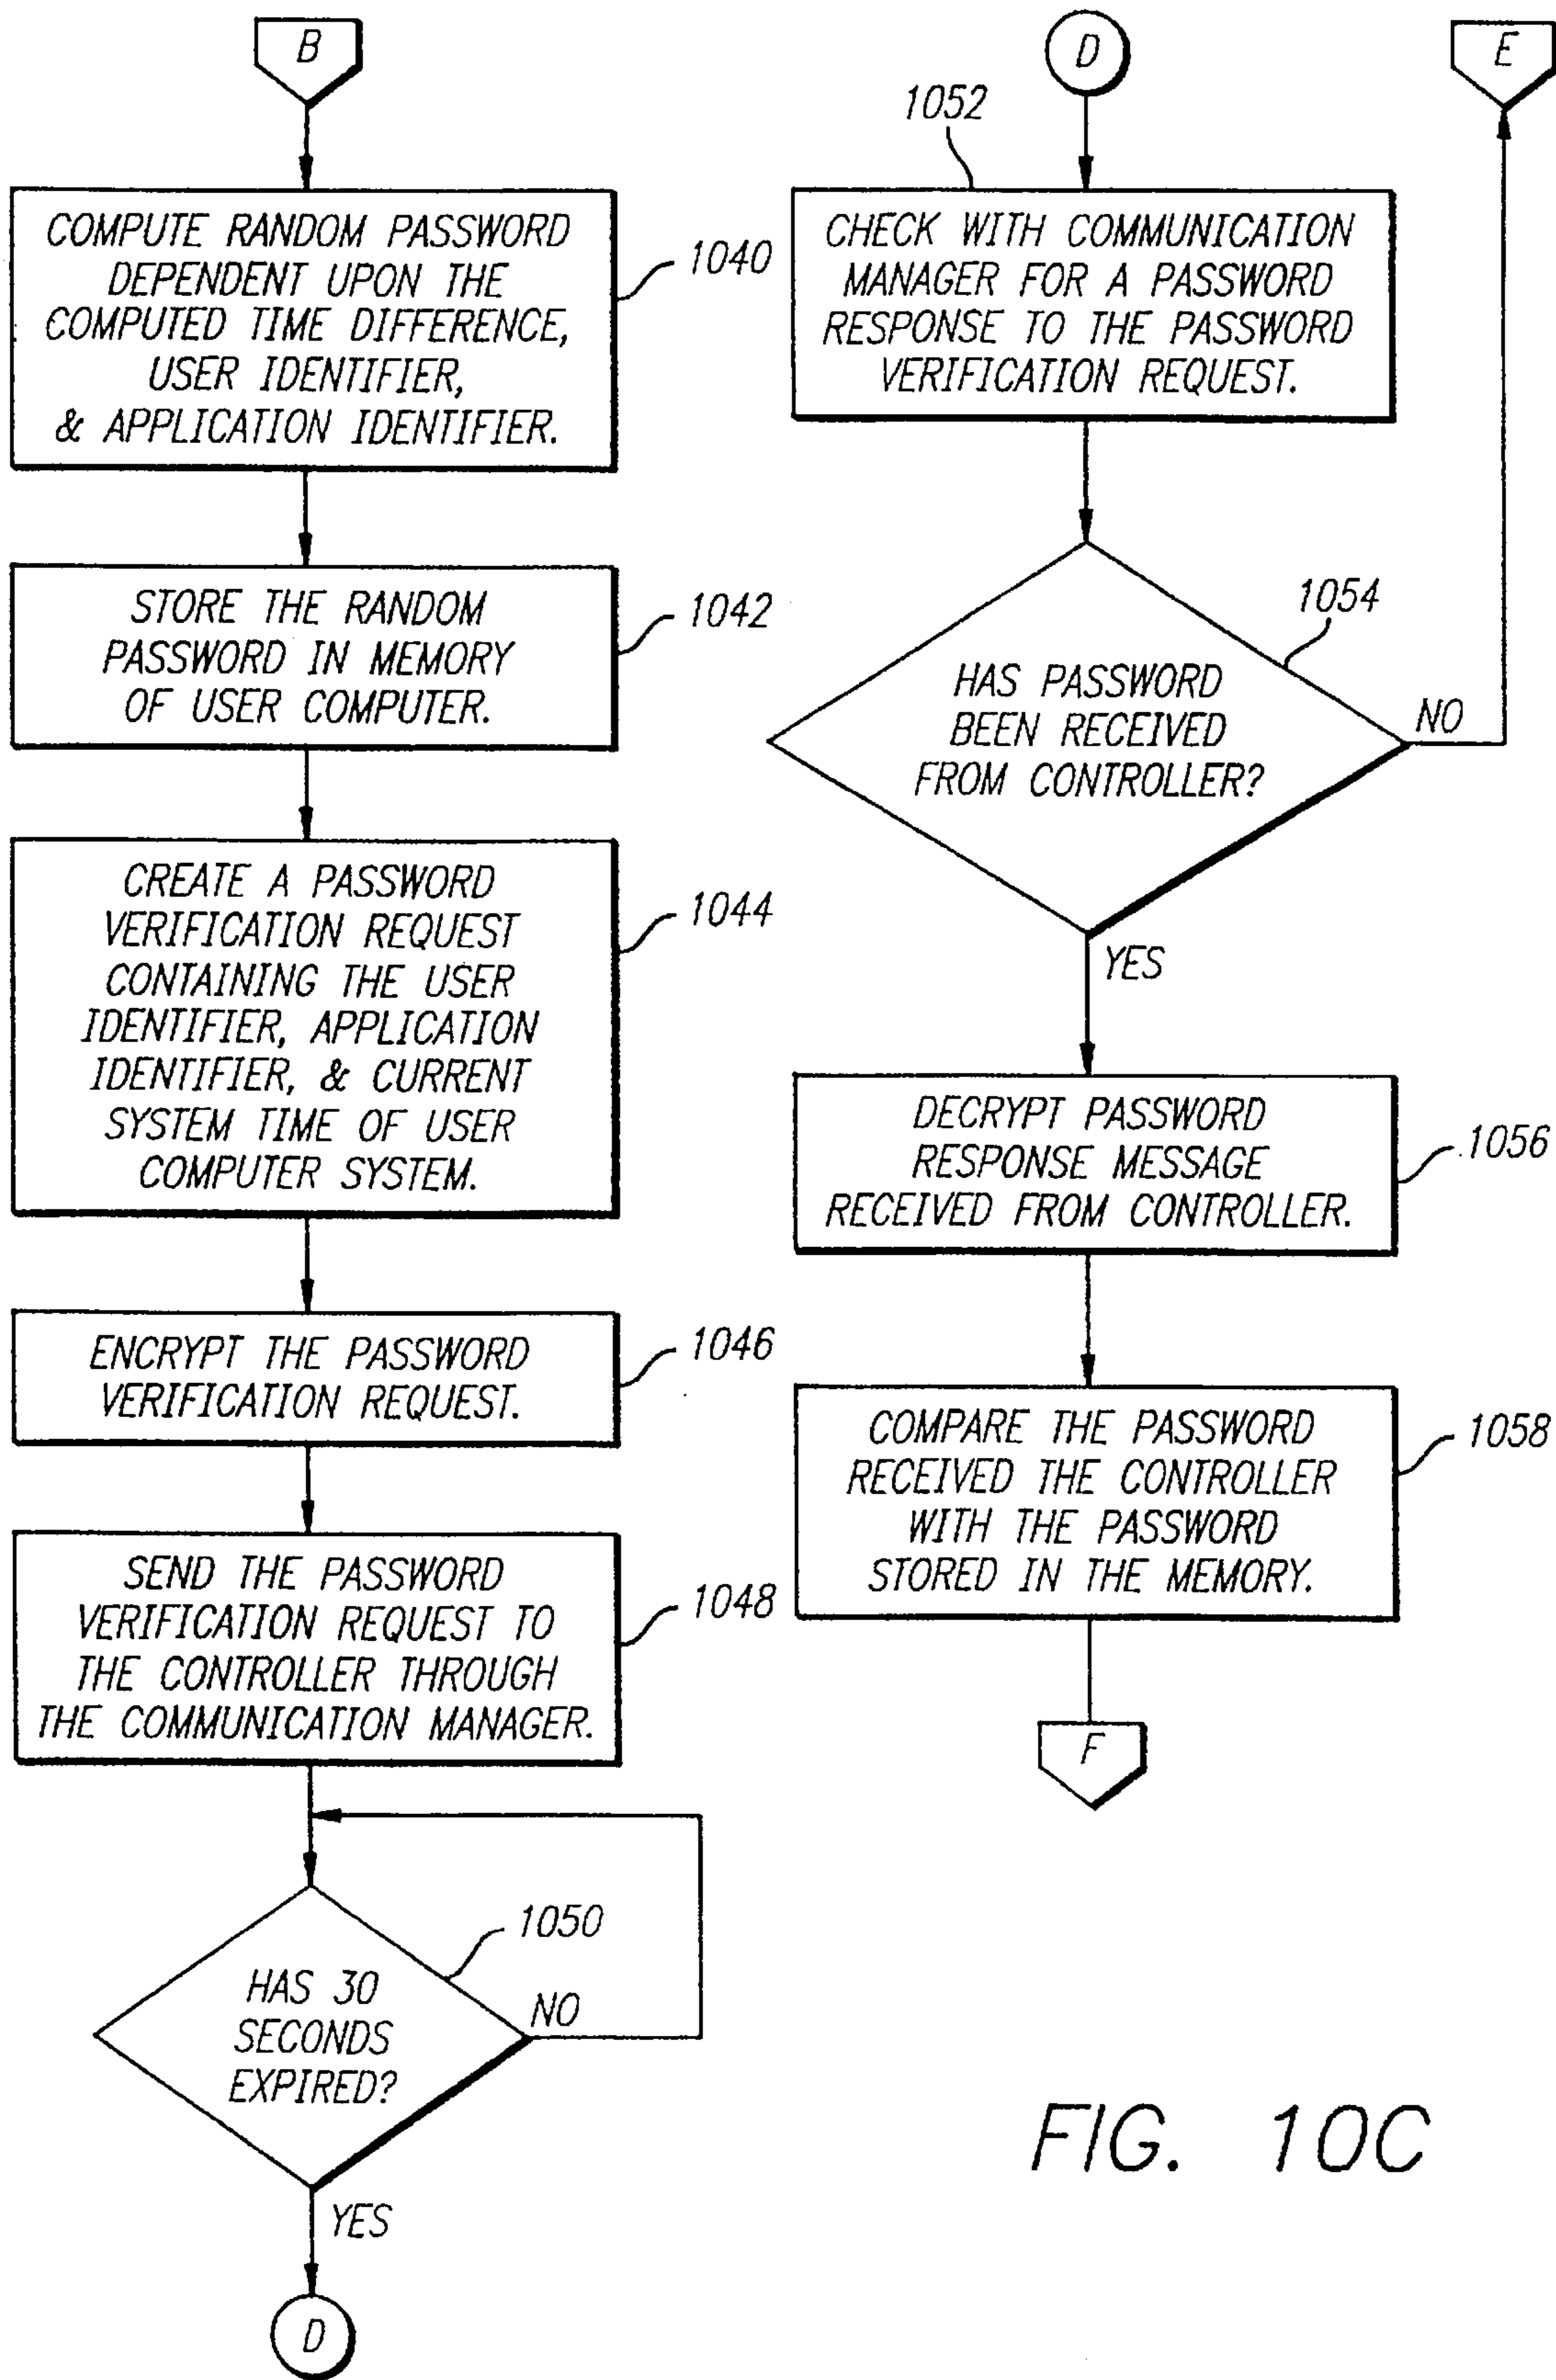 B
COMPUTE RANDOM PASSWORD
DEPENDENT UPON THE
COMPUTED TIME DIFFERENCE,
USER IDENTIFIER,
& APPLICATION IDENTIFIER.
1040
STORE THE RANDOM
PASSWORD IN MEMORY
OF USER COMPUTER.
1042
CREATE A PASSWORD
VERIFICATION REQUEST
CONTAINING THE USER
IDENTIFIER, APPLICATION
IDENTIFIER, & CURRENT
SYSTEM TIME OF USER
COMPUTER SYSTEM.
1044
ENCRYPT THE PASSWORD
VERIFICATION REQUEST.
1046
SEND THE PASSWORD
VERIFICATION REQUEST TO
THE CONTROLLER THROUGH
THE COMMUNICATION MANAGER.
1048
HAS 30
SECONDS
EXPIRED?
1050
NO
YES
D
D
1052
CHECK WITH COMMUNICATION
MANAGER FOR A PASSWORD
RESPONSE TO THE PASSWORD
VERIFICATION REQUEST.
E
HAS PASSWORD
BEEN RECEIVED
FROM CONTROLLER?
1054
NO
YES
DECRYPT PASSWORD
RESPONSE MESSAGE
RECEIVED FROM CONTROLLER.
1056
COMPARE THE PASSWORD
RECEIVED THE CONTROLLER
WITH THE PASSWORD
STORED IN THE MEMORY.
1058
F
FIG. 10C